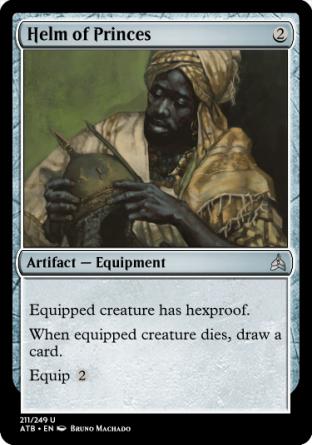 Helm of Princes 2
Artifact — Equipment
Equipped creature has hexproof.
When equipped creature dies, draw a
card.
Equip 2
211/249 U
ATB • EN Bruno Machado